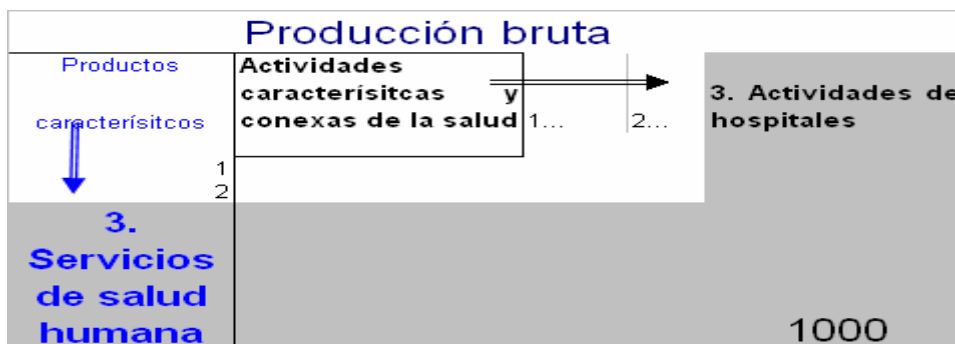 Producción bruta
Productos
caracterísitcos
Actividades
caracterísitcas y
conexas de la salud
1...
2...
3. Actividades de
hospitales
1
2
3.
Servicios
de salud
humana
1000